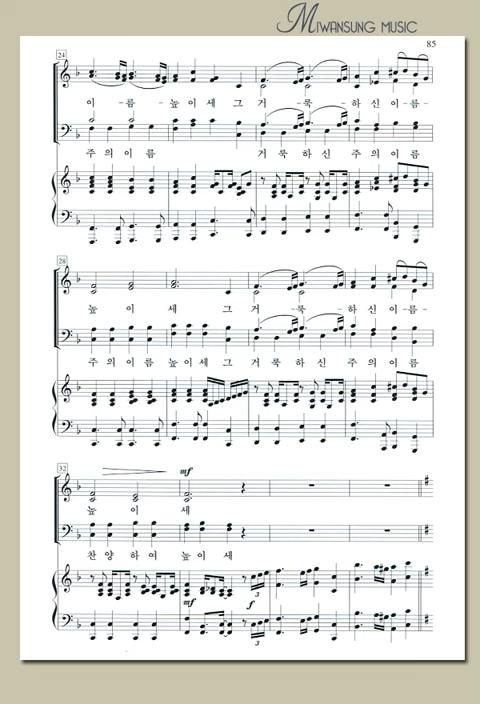 MIWANSUNG MUSIC
85
24
이 - 름 - 높 이 세 그 거 - 룩 - 하 신 이 - 름 -
주 의 이 름 거 룩 하 신 주 의 이 름
28
높 이 세 그 거 - 룩 - 하 신 이 - 름 -
주 의 이 름 높 이 세 그 거 룩 하 신 주 의 이 름
32
mf
높 이 세
찬 양 하 여 높 이 세
mf f
3 3